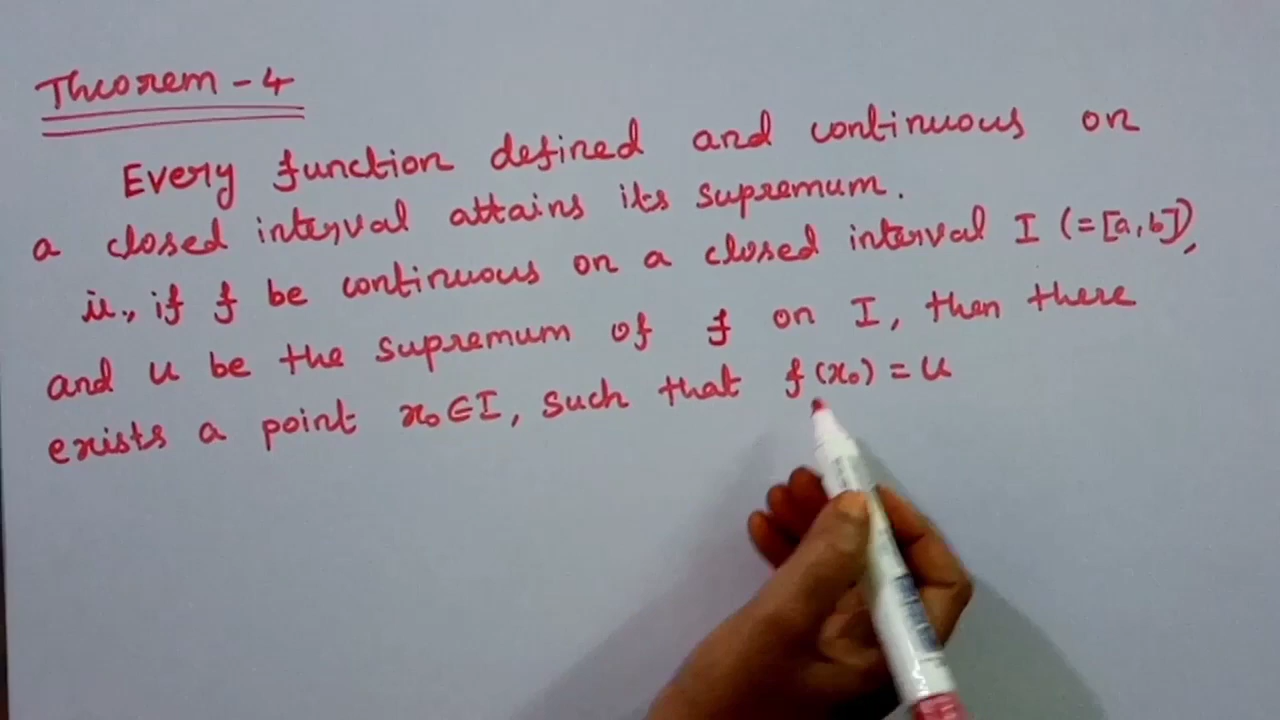 Theorem - 4
Every function defined and continuous on
a closed interval attains its supremum.
ie., if f be continuous on a closed interval I (=[a,b]),
and u be the supremum of f on I, then there
exists a point x₀∈I, such that f(x₀) = u